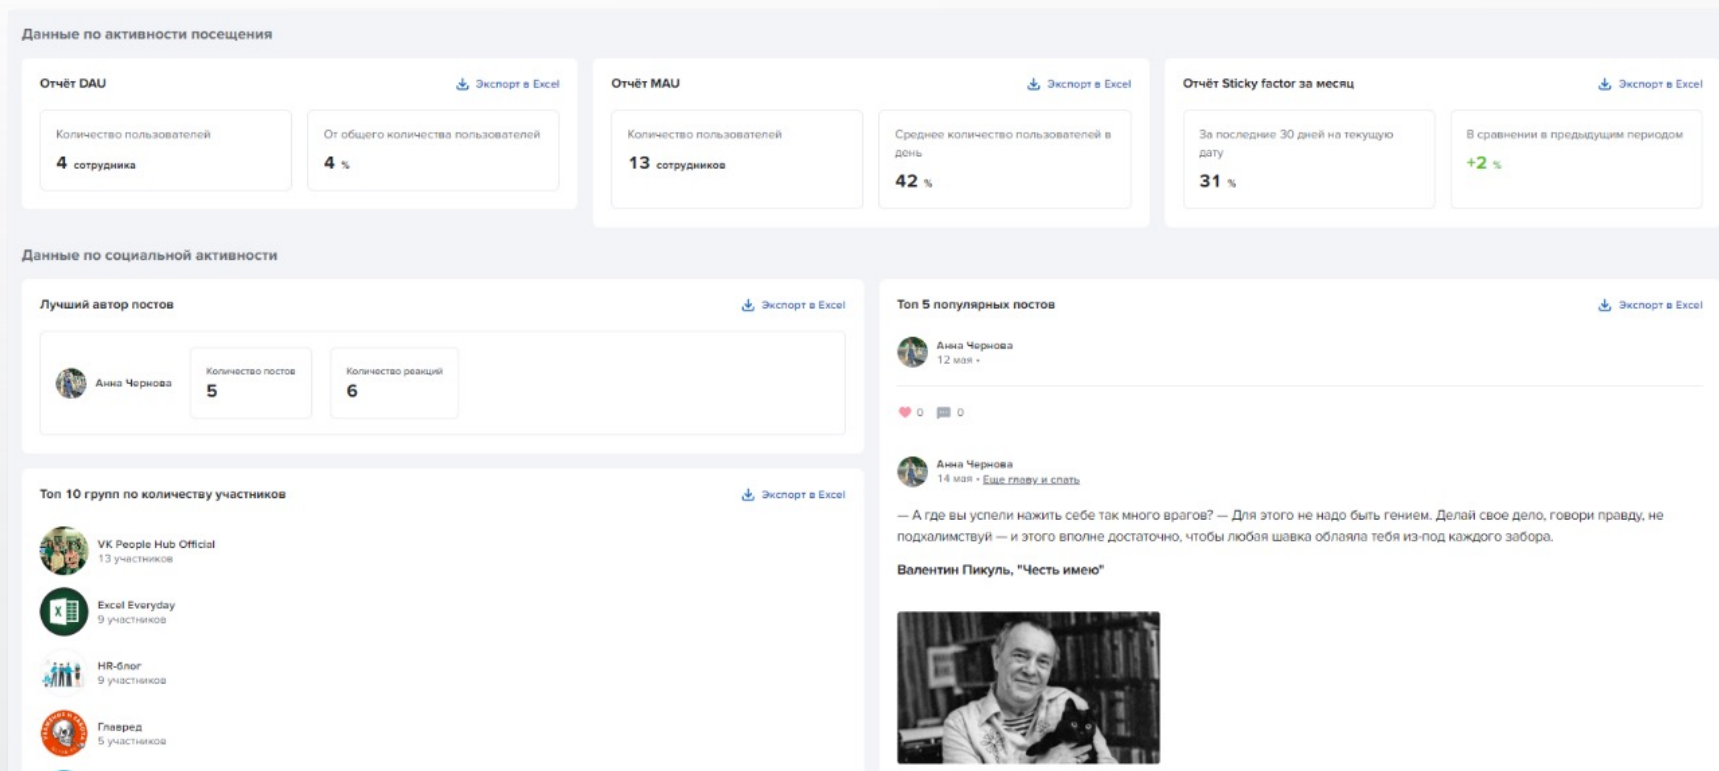 Данные по активности посещения
Отчёт DAU
Экспорт в Excel
Количество пользователей
4 сотрудника
От общего количества пользователей
4 %
Отчёт MAU
Экспорт в Excel
Количество пользователей
13 сотрудников
Среднее количество пользователей в
день
42 %
Отчёт Sticky factor за месяц
Экспорт в Excel
За последние 30 дней на текущую
дату
31 %
В сравнении в предыдущим периодом
+2 %
Данные по социальной активности
Лучший автор постов
Экспорт в Excel
Анна Чернова
Количество постов
5
Количество реакций
6
Топ 10 групп по количеству участников
Экспорт в Excel
VK People Hub Official
13 участников
Excel Everyday
9 участников
HR-блог
9 участников
Главред
5 участников
Топ 5 популярных постов
Экспорт в Excel
Анна Чернова
12 мая •
0
0
Анна Чернова
14 мая • Еще главу и спать
— А где вы успели нажить себе так много врагов? — Для этого не надо быть гением. Делай свое дело, говори правду, не
подхалимствуй — и этого вполне достаточно, чтобы любая шавка облаяла тебя из-под каждого забора.
Валентин Пикуль, "Честь имею"